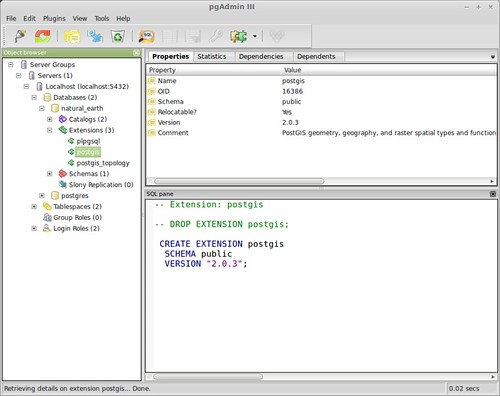 pgAdmin III
File Edit Plugins View Tools Help
Object browser
Server Groups
Servers (1)
Localhost (localhost:5432)
Databases (2)
natural_earth
Catalogs (2)
Extensions (3)
plpgsql
postgis
postgis_topology
Schemas (1)
Slony Replication (0)
postgres
Tablespaces (2)
Group Roles (0)
Login Roles (2)
Properties Statistics Dependencies Dependents
Property Value
Name postgis
OID 16386
Schema public
Relocatable? Yes
Version 2.0.3
Comment PostGIS geometry, geography, and raster spatial types and function
SQL pane
-- Extension: postgis
-- DROP EXTENSION postgis;
CREATE EXTENSION postgis
SCHEMA public
VERSION "2.0.3";
Retrieving details on extension postgis... Done. 0.02 secs